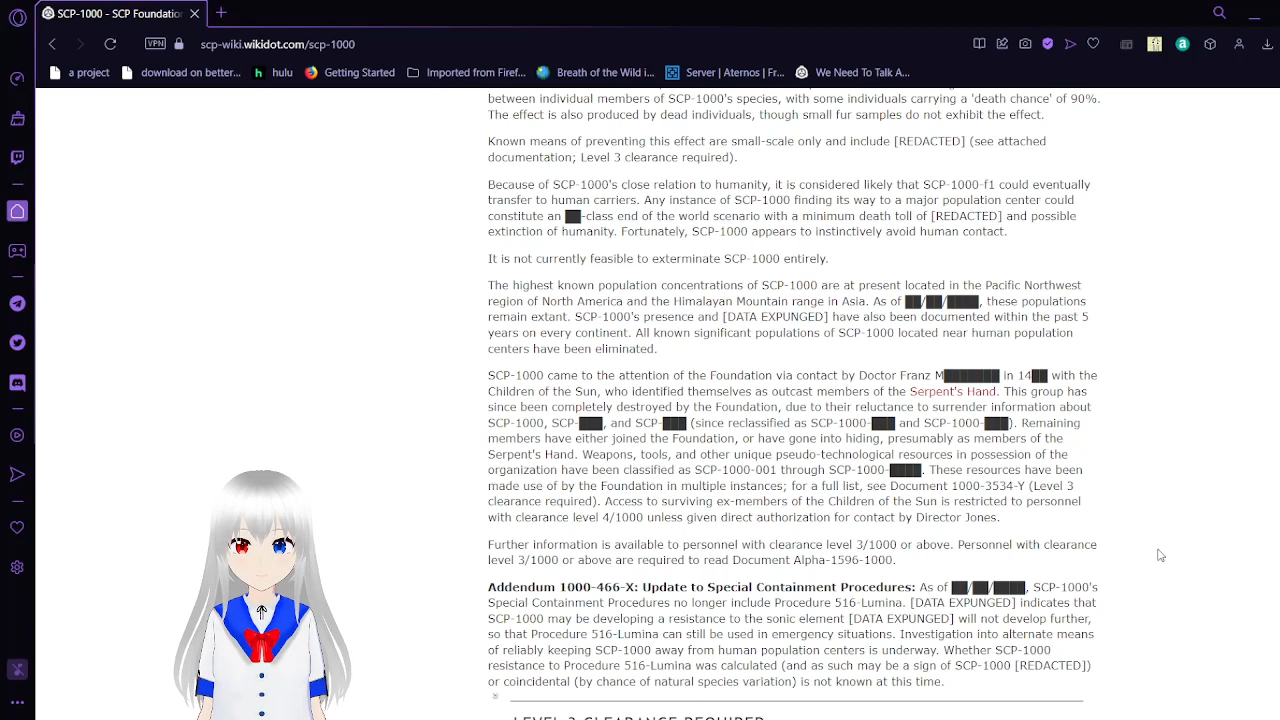 SCP-1000 - SCP Foundation
scp-wiki.wikidot.com/scp-1000
VPN
a project
download on better...
hulu
Getting Started
Imported from Firef...
Breath of the Wild i...
Server | Aternos | Fr...
We Need To Talk A...
between individual members of SCP-1000's species, with some individuals carrying a 'death chance' of 90%.
The effect is also produced by dead individuals, though small fur samples do not exhibit the effect.
Known means of preventing this effect are small-scale only and include [REDACTED] (see attached
documentation; Level 3 clearance required).
Because of SCP-1000's close relation to humanity, it is considered likely that SCP-1000-f1 could eventually
transfer to human carriers. Any instance of SCP-1000 finding its way to a major population center could
constitute an ██-class end of the world scenario with a minimum death toll of [REDACTED] and possible
extinction of humanity. Fortunately, SCP-1000 appears to instinctively avoid human contact.
It is not currently feasible to exterminate SCP-1000 entirely.
The highest known population concentrations of SCP-1000 are at present located in the Pacific Northwest
region of North America and the Himalayan Mountain range in Asia. As of ██/██/████, these populations
remain extant. SCP-1000's presence and [DATA EXPUNGED] have also been documented within the past 5
years on every continent. All known significant populations of SCP-1000 located near human population
centers have been eliminated.
SCP-1000 came to the attention of the Foundation via contact by Doctor Franz M███████ in 14██ with the
Children of the Sun, who identified themselves as outcast members of the Serpent's Hand. This group has
since been completely destroyed by the Foundation, due to their reluctance to surrender information about
SCP-1000, SCP-███, and SCP-███ (since reclassified as SCP-1000-███ and SCP-1000-███). Remaining
members have either joined the Foundation, or have gone into hiding, presumably as members of the
Serpent's Hand. Weapons, tools, and other unique pseudo-technological resources in possession of the
organization have been classified as SCP-1000-001 through SCP-1000-████. These resources have been
made use of by the Foundation in multiple instances; for a full list, see Document 1000-3534-Y (Level 3
clearance required). Access to surviving ex-members of the Children of the Sun is restricted to personnel
with clearance level 4/1000 unless given direct authorization for contact by Director Jones.
Further information is available to personnel with clearance level 3/1000 or above. Personnel with clearance
level 3/1000 or above are required to read Document Alpha-1596-1000.
Addendum 1000-466-X: Update to Special Containment Procedures: As of ██/██/████, SCP-1000's
Special Containment Procedures no longer include Procedure 516-Lumina. [DATA EXPUNGED] indicates that
SCP-1000 may be developing a resistance to the sonic element [DATA EXPUNGED] will not develop further,
so that Procedure 516-Lumina can still be used in emergency situations. Investigation into alternate means
of reliably keeping SCP-1000 away from human population centers is underway. Whether SCP-1000
resistance to Procedure 516-Lumina was calculated (and as such may be a sign of SCP-1000 [REDACTED])
or coincidental (by chance of natural species variation) is not known at this time.
LEVEL 3 CLEARANCE REQUIRED